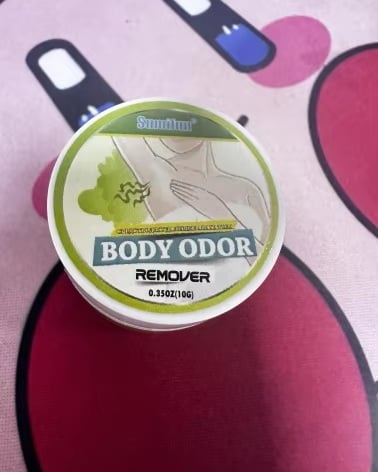 Sumifun®
BODY ODOR
REMOVER
0.35OZ(10G)